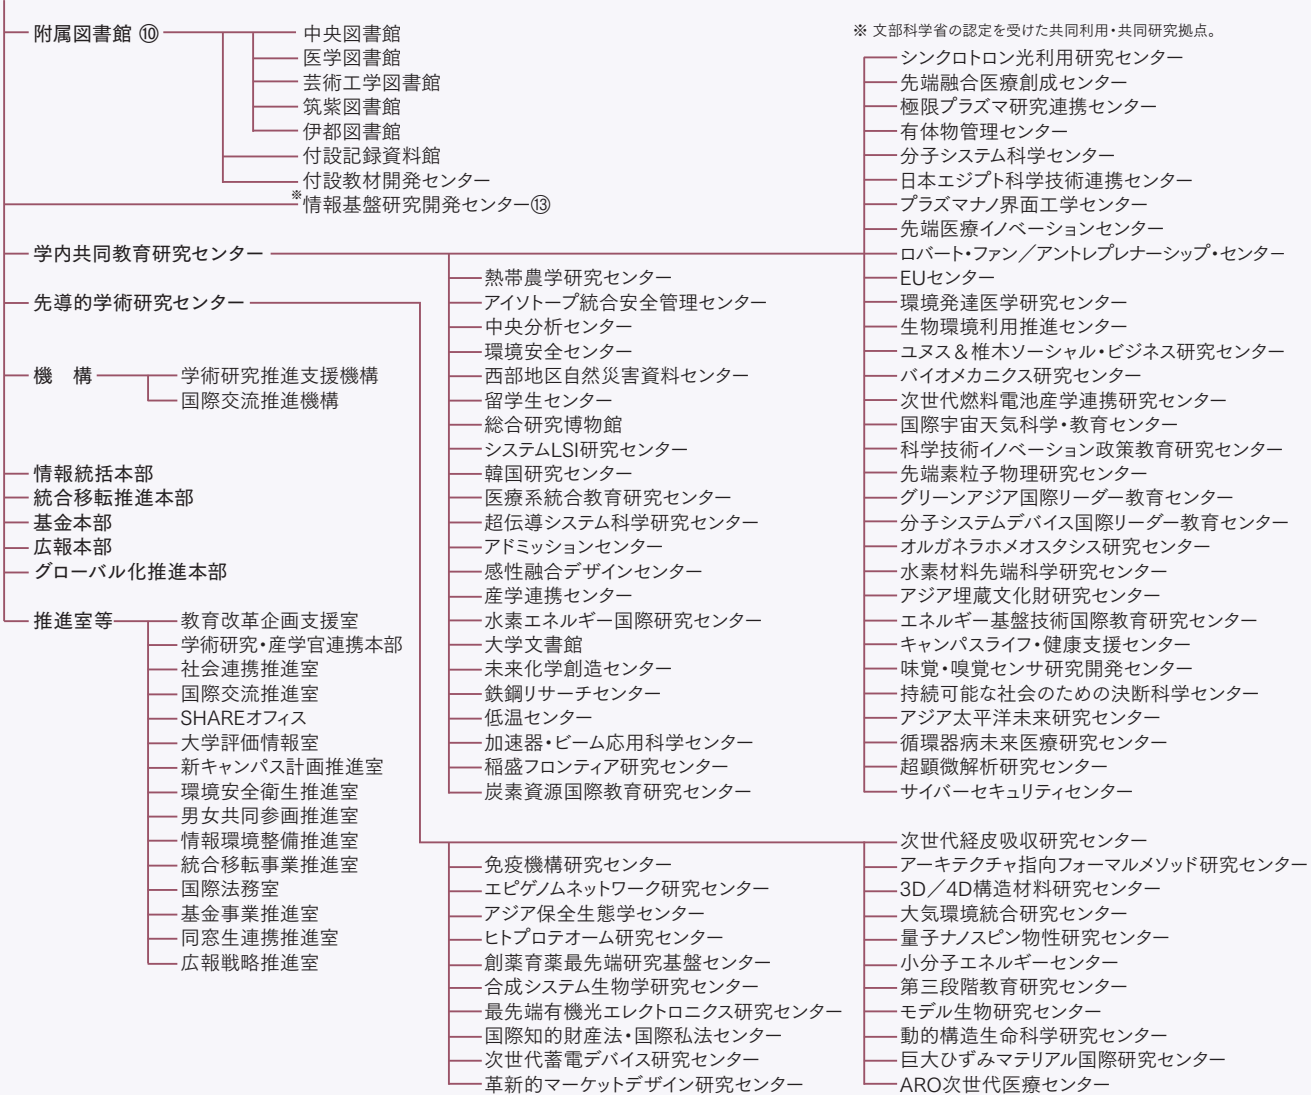 附属図書館 ⑩
中央図書館
医学図書館
芸術工学図書館
筑紫図書館
伊都図書館
付設記録資料館
付設教材開発センター
※情報基盤研究開発センター⑬
学内共同教育研究センター
熱帯農学研究センター
アイソトープ統合安全管理センター
中央分析センター
環境安全センター
西部地区自然災害資料センター
留学生センター
総合研究博物館
システムLSI研究センター
韓国研究センター
医療系統合教育研究センター
超伝導システム科学研究センター
アドミッションセンター
感性融合デザインセンター
産学連携センター
水素エネルギー国際研究センター
大学文書館
未来化学創造センター
鉄鋼リサーチセンター
低温センター
加速器・ビーム応用科学センター
稲盛フロンティア研究センター
炭素資源国際教育研究センター
※ 文部科学省の認定を受けた共同利用・共同研究拠点。
シンクロトロン光利用研究センター
先端融合医療創成センター
極限プラズマ研究連携センター
有体物管理センター
分子システム科学センター
日本エジプト科学技術連携センター
プラズマナノ界面工学センター
先端医療イノベーションセンター
ロバート・ファン／アントレプレナーシップ・センター
EUセンター
環境発達医学研究センター
生物環境利用推進センター
ユヌス＆椎木ソーシャル・ビジネス研究センター
バイオメカニクス研究センター
次世代燃料電池産学連携研究センター
国際宇宙天気科学・教育センター
科学技術イノベーション政策教育研究センター
先端素粒子物理研究センター
グリーンアジア国際リーダー教育センター
分子システムデバイス国際リーダー教育センター
オルガネラホメオスタシス研究センター
水素材料先端科学研究センター
アジア埋蔵文化財研究センター
エネルギー基盤技術国際教育研究センター
キャンパスライフ・健康支援センター
味覚・嗅覚センサ研究開発センター
持続可能な社会のための決断科学センター
アジア太平洋未来研究センター
循環器病未来医療研究センター
超顕微解析研究センター
サイバーセキュリティセンター
先導的学術研究センター
免疫機構研究センター
エピゲノムネットワーク研究センター
アジア保全生態学センター
ヒトプロテオーム研究センター
創薬育薬最先端研究基盤センター
合成システム生物学研究センター
最先端有機光エレクトロニクス研究センター
国際知的財産法・国際私法センター
次世代蓄電デバイス研究センター
革新的マーケットデザイン研究センター
次世代経皮吸収研究センター
アーキテクチャ指向フォーマルメソッド研究センター
3D／4D構造材料研究センター
大気環境統合研究センター
量子ナノスピン物性研究センター
小分子エネルギーセンター
第三段階教育研究センター
モデル生物研究センター
動的構造生命科学研究センター
巨大ひずみマテリアル国際研究センター
ARO次世代医療センター
機　構
学術研究推進支援機構
国際交流推進機構
情報統括本部
統合移転推進本部
基金本部
広報本部
グローバル化推進本部
推進室等
教育改革企画支援室
学術研究・産学官連携本部
社会連携推進室
国際交流推進室
SHAREオフィス
大学評価情報室
新キャンパス計画推進室
環境安全衛生推進室
男女共同参画推進室
情報環境整備推進室
統合移転事業推進室
国際法務室
基金事業推進室
同窓生連携推進室
広報戦略推進室